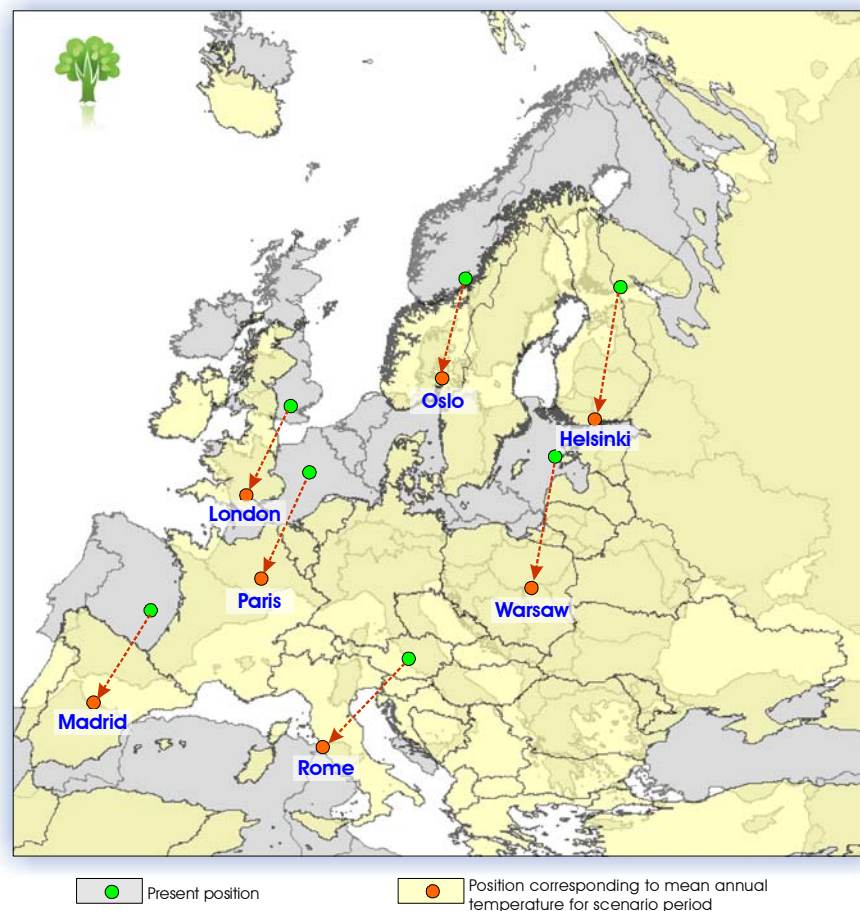 Oslo
Helsinki
London
Paris
Warsaw
Madrid
Rome
Present position
Position corresponding to mean annual
temperature for scenario period